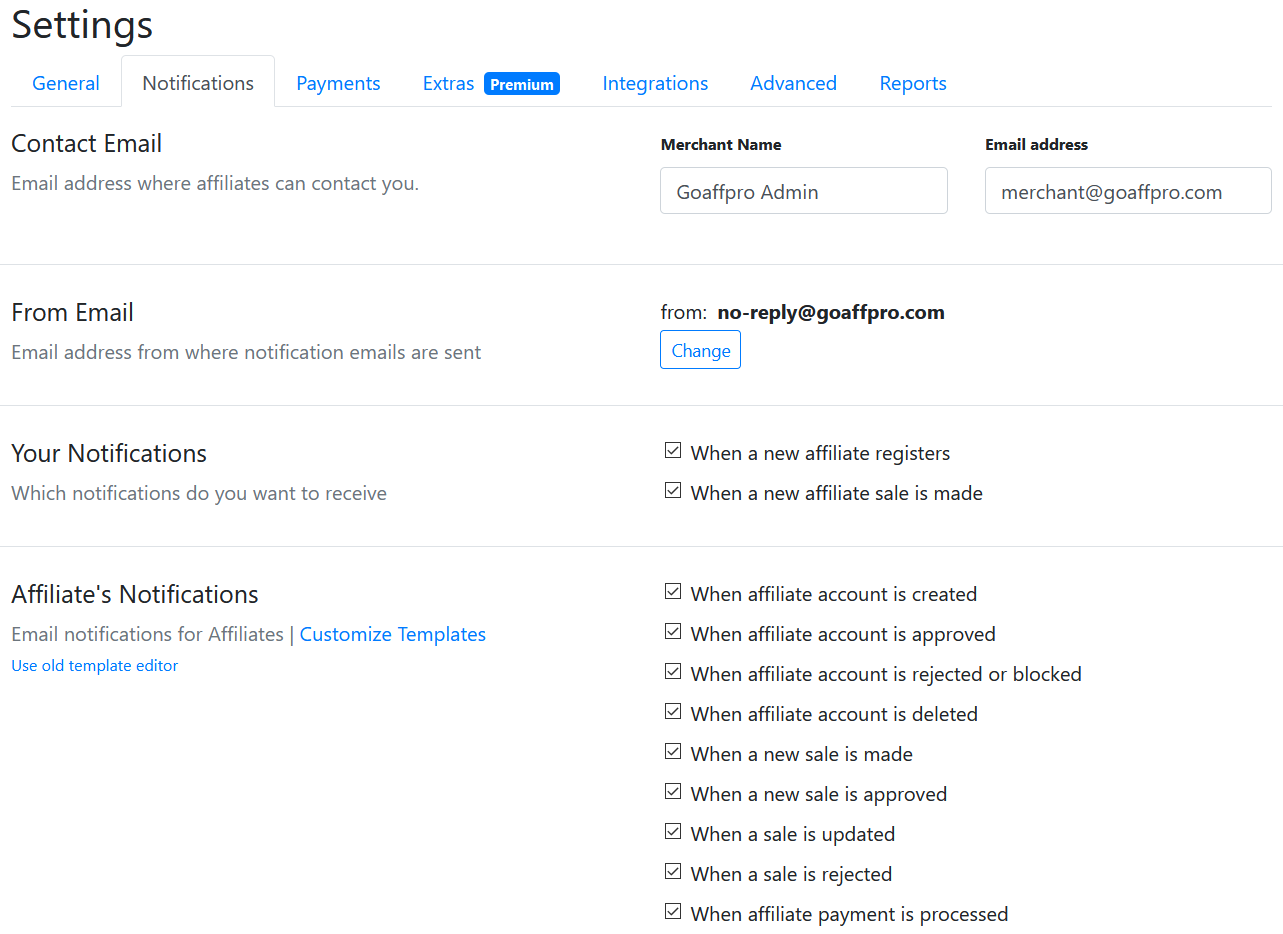 Settings
General Notifications Payments Extras Premium Integrations Advanced Reports
Contact Email
Email address where affiliates can contact you.
Merchant Name
Goaffpro Admin
Email address
merchant@goaffpro.com
From Email
Email address from where notification emails are sent
from: no-reply@goaffpro.com
Change
Your Notifications
Which notifications do you want to receive
When a new affiliate registers
When a new affiliate sale is made
Affiliate's Notifications
Email notifications for Affiliates | Customize Templates
Use old template editor
When affiliate account is created
When affiliate account is approved
When affiliate account is rejected or blocked
When affiliate account is deleted
When a new sale is made
When a new sale is approved
When a sale is updated
When a sale is rejected
When affiliate payment is processed